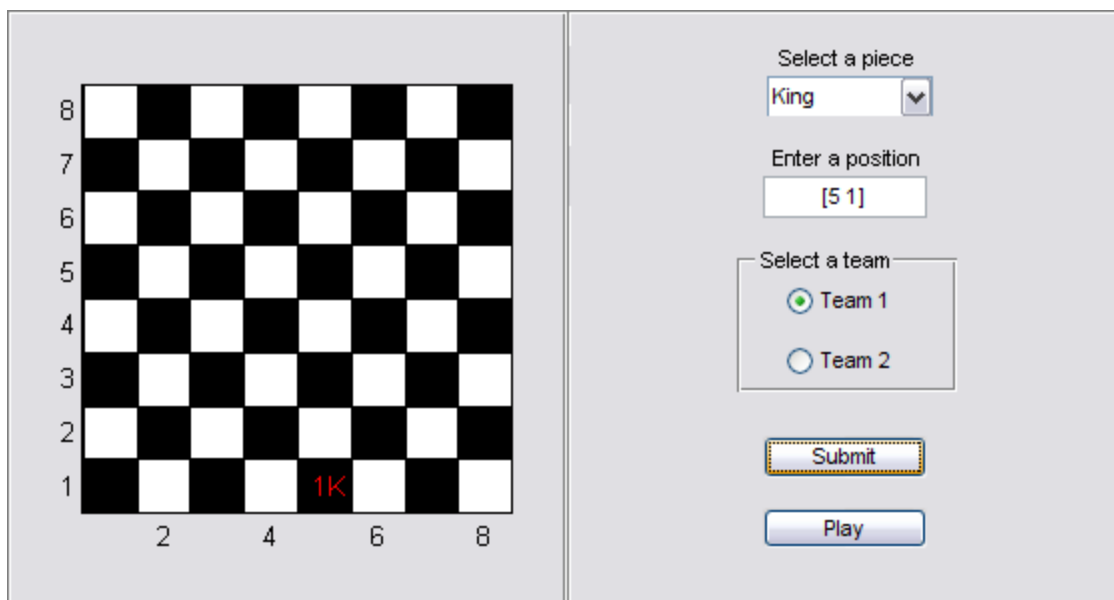 8
7
6
5
4
3
2
1
1K
2 4 6 8
Select a piece
King
Enter a position
[5 1]
Select a team
Team 1
Team 2
Submit
Play